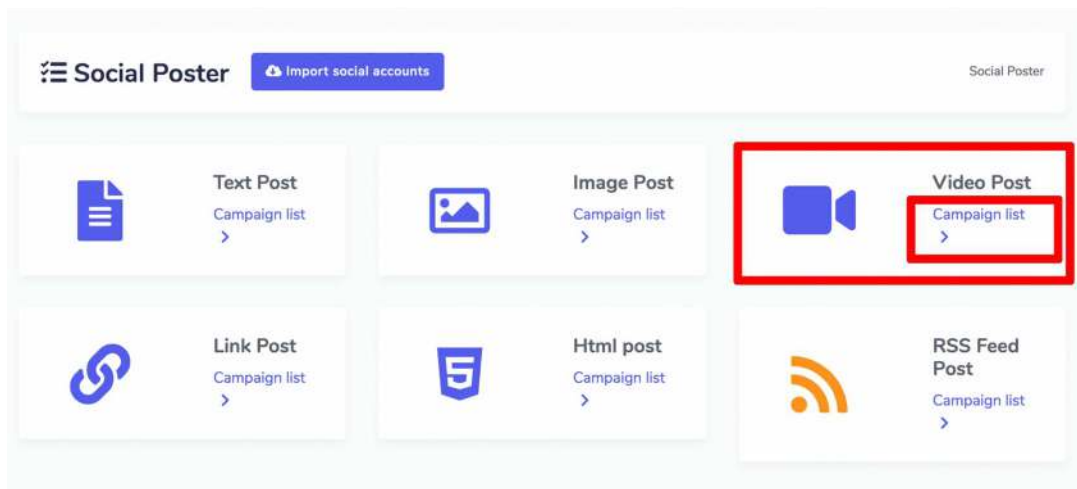 Social Poster
Import social accounts
Social Poster
Text Post
Campaign list
Image Post
Campaign list
Video Post
Campaign list
Link Post
Campaign list
Html post
Campaign list
RSS Feed
Post
Campaign list